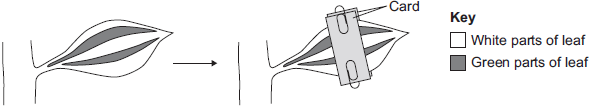 Card
Key
White parts of leaf
Green parts of leaf